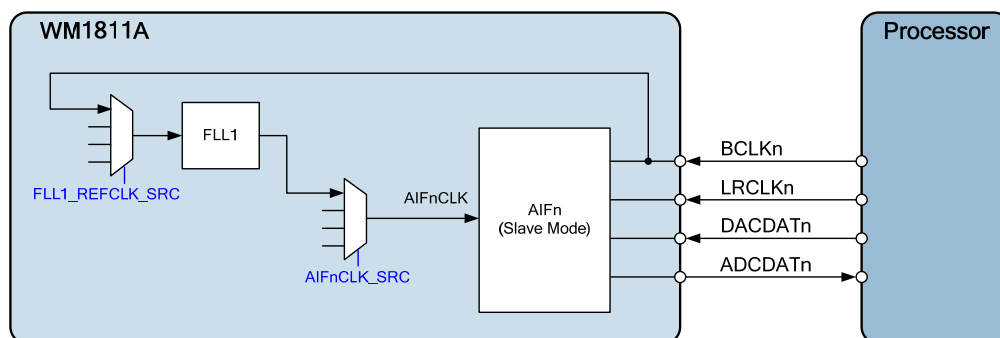 WM1811A
Processor
FLL1
FLL1_REFCLK_SRC
AIFnCLK
AIFnCLK_SRC
AIFn
(Slave Mode)
BCLKn
LRCLKn
DACDATn
ADCDATn